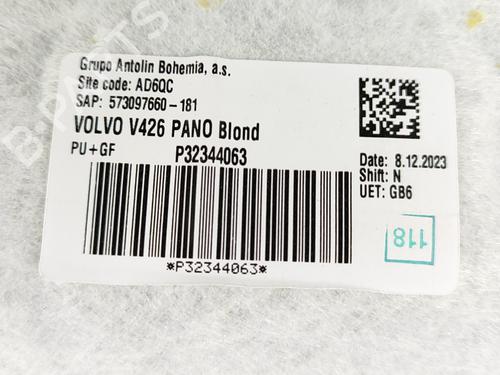 Grupo Antolin Bohemia, a.s.
Site code: AD6QC
SAP: 573097660-181
VOLVO V426 PANO Blond
PU+GF P32344063
Date: 8.12.2023
Shift: N
UET: GB6
118
*P32344063*
B-PARTS